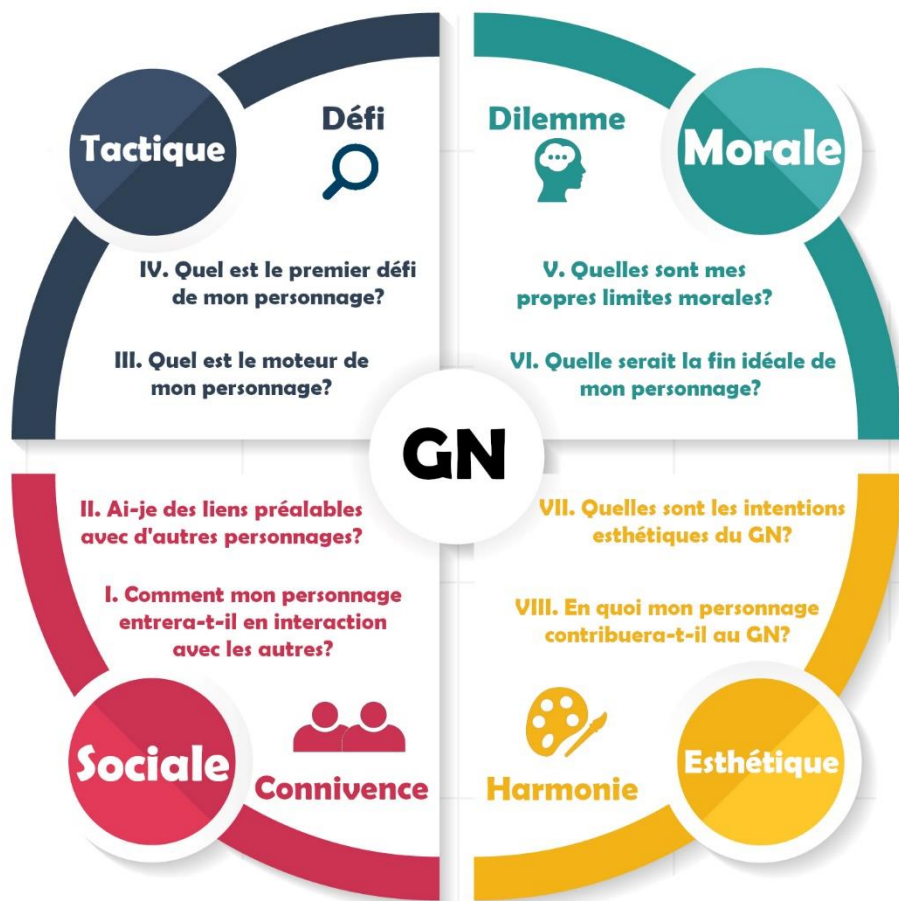 Tactique
Défi
IV. Quel est le premier défi
de mon personnage?
III. Quel est le moteur de
mon personnage?
Dilemme
Morale
V. Quelles sont mes
propres limites morales?
VI. Quelle serait la fin idéale de
mon personnage?
GN
II. Ai-je des liens préalables
avec d'autres personnages?
I. Comment mon personnage
entrera-t-il en interaction
avec les autres?
Sociale
Connivence
VII. Quelles sont les intentions
esthétiques du GN?
VIII. En quoi mon personnage
contribuera-t-il au GN?
Harmonie
Esthétique